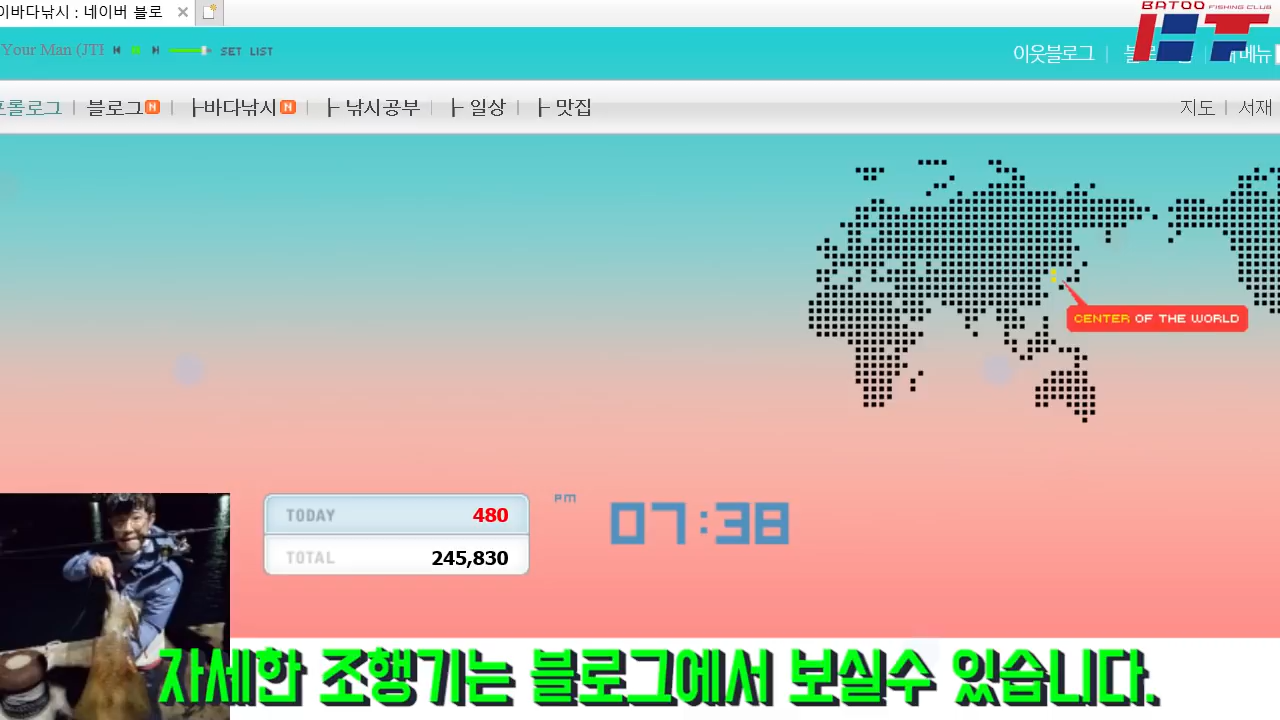 이바다낚시 : 네이버 블로
BATOO FISHING CLUB
Your Man (JTI
SET LIST
이웃블로그
프롤로그 | 블로그 N | ├바다낚시 N | ├ 낚시공부 | ├ 일상 | ├ 맛집
지도 | 서재
CENTER OF THE WORLD
TODAY 480
TOTAL 245,830
PM 07:38
자세한 조행기는 블로그에서 보실수 있습니다.